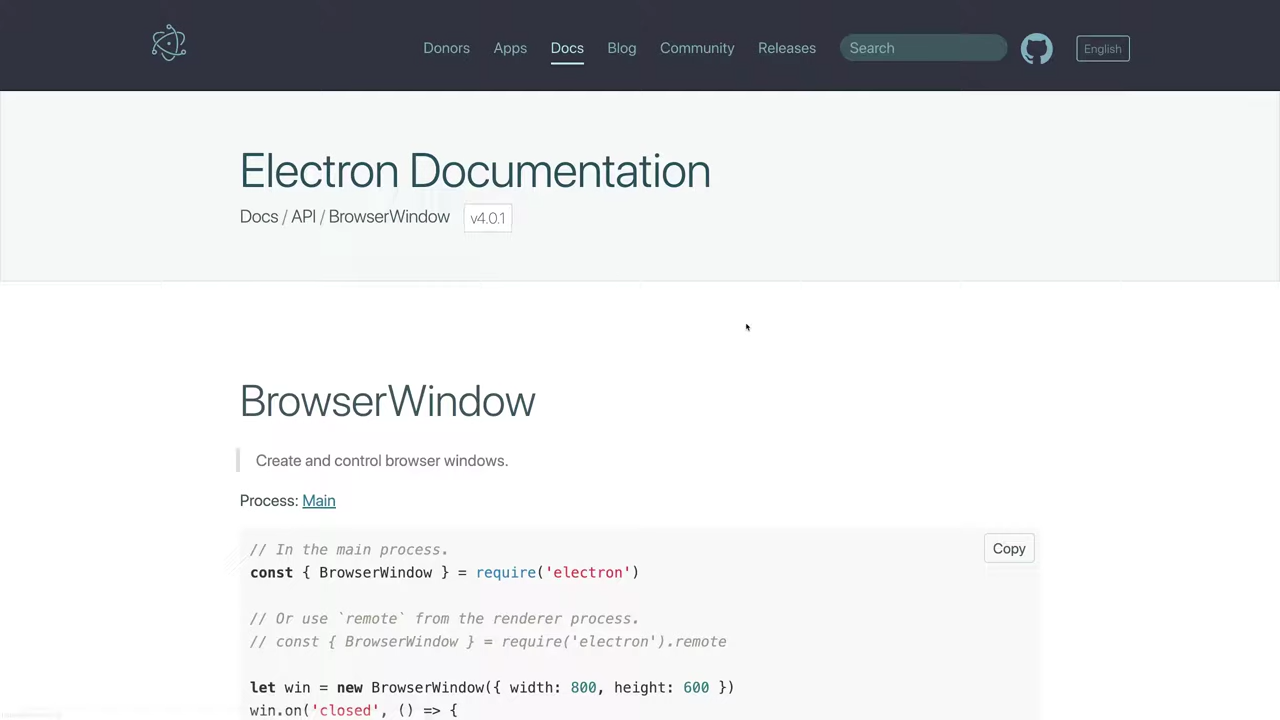 Donors Apps Docs Blog Community Releases Search English
Electron Documentation
Docs / API / BrowserWindow v4.0.1
BrowserWindow
Create and control browser windows.
Process: Main
Copy
// In the main process.
const { BrowserWindow } = require('electron')
// Or use `remote` from the renderer process.
// const { BrowserWindow } = require('electron').remote
let win = new BrowserWindow({ width: 800, height: 600 })
win.on('closed', () => {